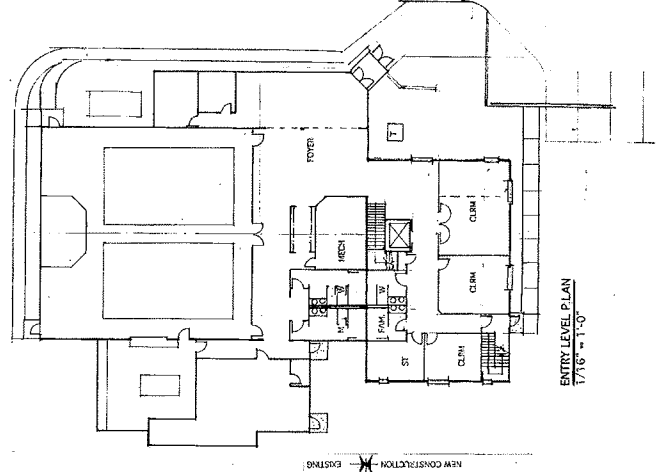 FOYER
T
MECH
CLRM
CLRM
W
W
M
FAM.
ST
CLRM
ENTRY LEVEL PLAN
1/16" = 1'-0"
NEW CONSTRUCTION
EXISTING